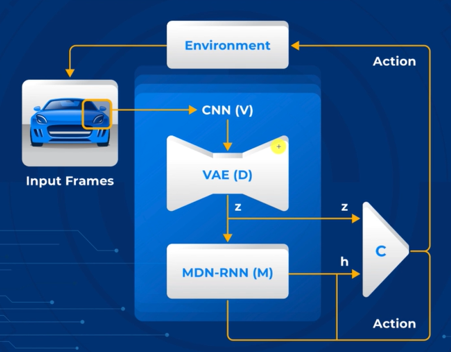 Environment
Action
CNN (V)
Input Frames
VAE (D)
z
z
C
MDN-RNN (M)
h
Action